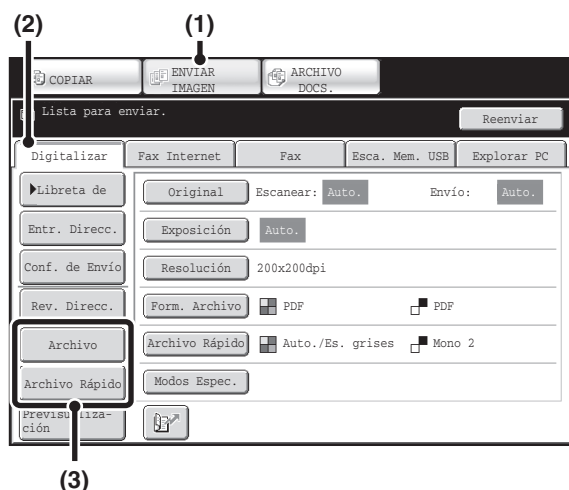 (2) (1)
COPIAR ENVIAR IMAGEN ARCHIVO DOCS.
Lista para enviar. Reenviar
Digitalizar Fax Internet Fax Esca. Mem. USB Explorar PC
Libreta de Original Escanear: Auto. Envío: Auto.
Entr. Direcc. Exposición Auto.
Conf. de Envío Resolución 200x200dpi
Rev. Direcc. Form. Archivo PDF PDF
Archivo Archivo Rápido Auto./Es. grises Mono 2
Archivo Rápido Modos Espec.
Previsualiza-
ción
(3)